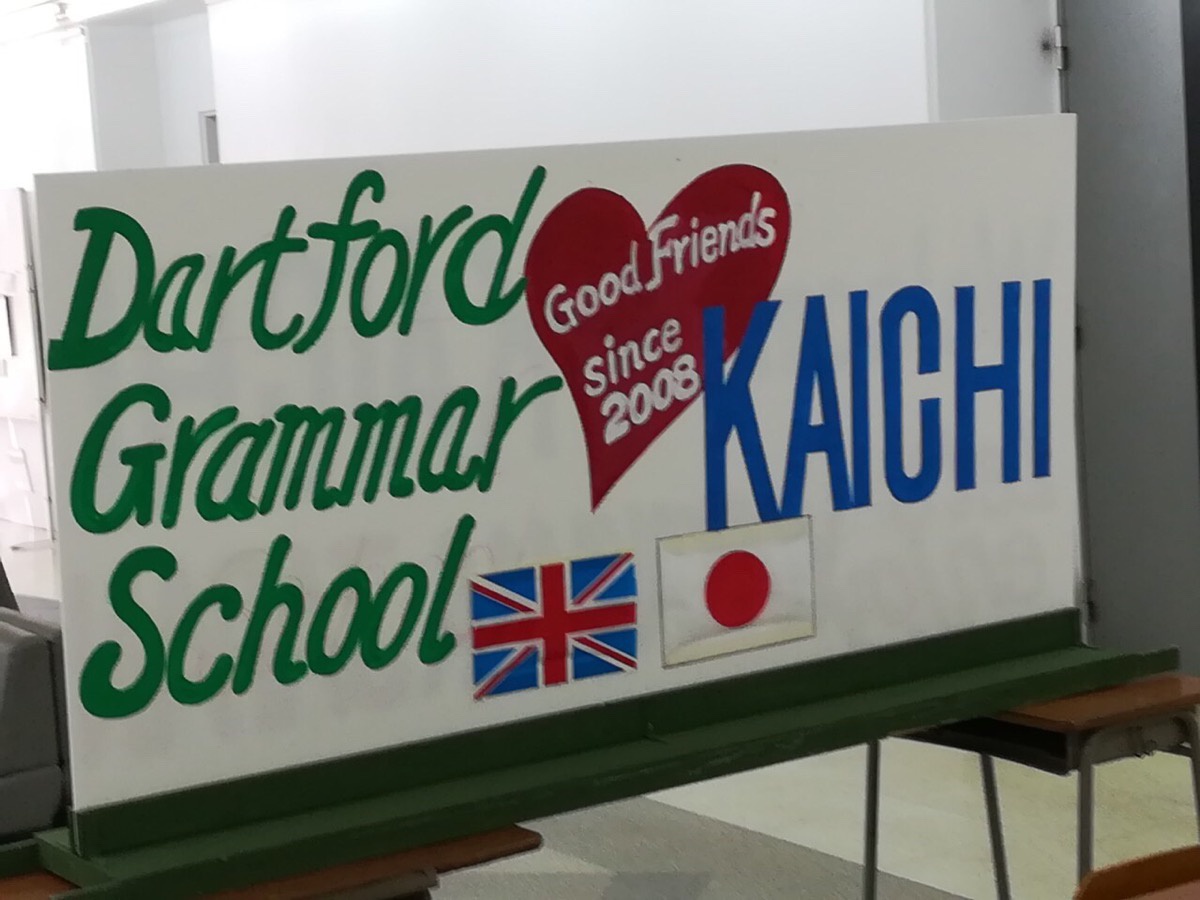 Dartford
Grammar
School
Good Friends
since
2008
KAICHI